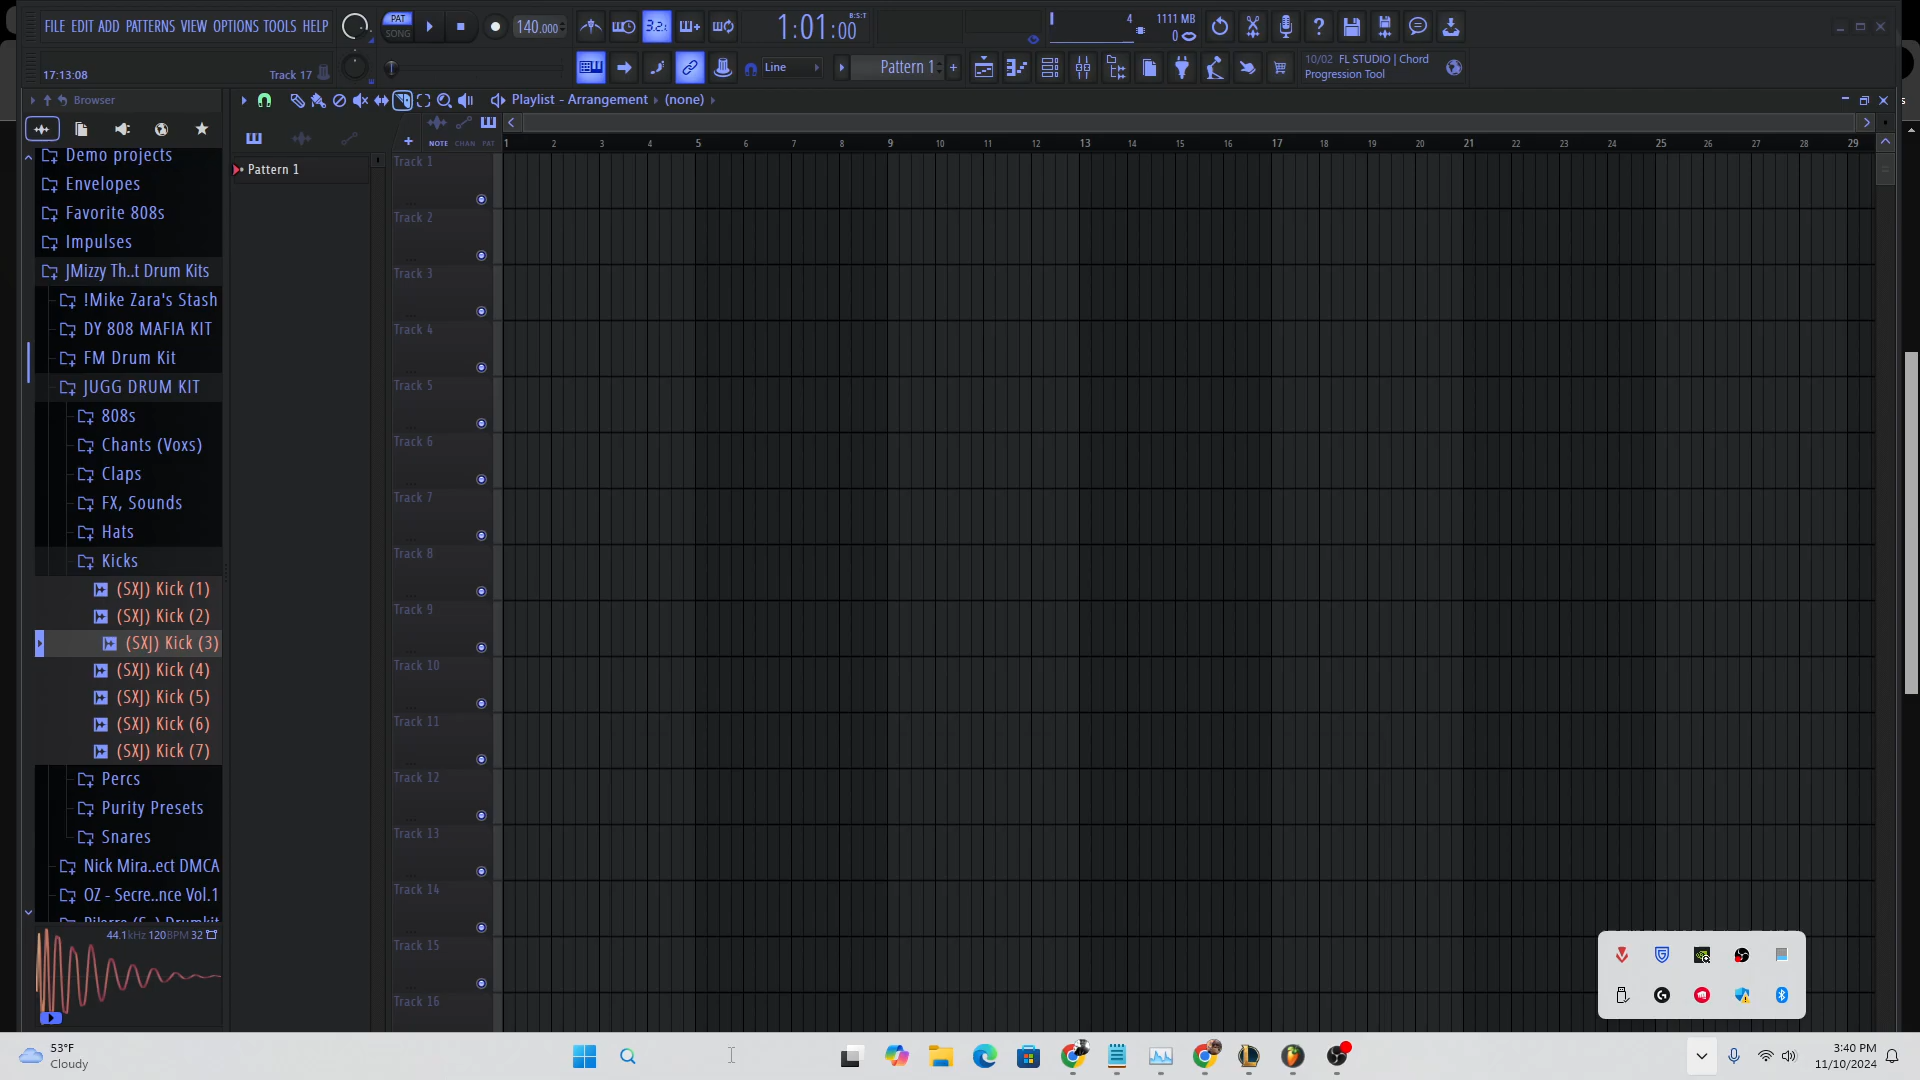 FILE EDIT ADD PATTERNS VIEW OPTIONS TOOLS HELP
PAT
SONG
140.000
3.2.1
1:01:00
B:S:T
4
1111 MB
0
17:13:08
Track 17
Line
Pattern 1
+
10/02 FL STUDIO | Chord
Progression Tool
Browser
Playlist - Arrangement
(none)
NOTE CHAN PAT
1 2 3 4 5 6 7 8 9 10 11 12 13 14 15 16 17 18 19 20 21 22 23 24 25 26 27 28 29
Demo projects
Envelopes
Favorite 808s
Impulses
JMizzy Th..t Drum Kits
!Mike Zara's Stash
DY 808 MAFIA KIT
FM Drum Kit
JUGG DRUM KIT
808s
Chants (Voxs)
Claps
FX, Sounds
Hats
Kicks
(SXJ) Kick (1)
(SXJ) Kick (2)
(SXJ) Kick (3)
(SXJ) Kick (4)
(SXJ) Kick (5)
(SXJ) Kick (6)
(SXJ) Kick (7)
Percs
Purity Presets
Snares
Nick Mira..ect DMCA
OZ - Secre..nce Vol.1
44.1kHz 120BPM 32
Pattern 1
Track 1
Track 2
Track 3
Track 4
Track 5
Track 6
Track 7
Track 8
Track 9
Track 10
Track 11
Track 12
Track 13
Track 14
Track 15
Track 16
53°F
Cloudy
3:40 PM
11/10/2024